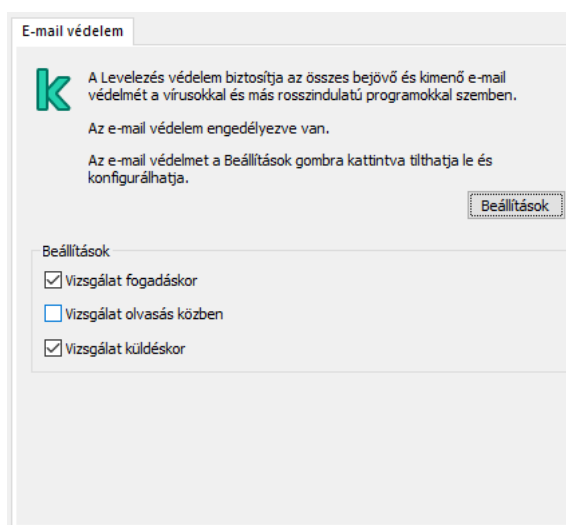 E-mail védelem
A Levelezés védelem biztosítja az összes bejövő és kimenő e-mail
védelmét a vírusokkal és más rosszindulatú programokkal szemben.
Az e-mail védelem engedélyezve van.
Az e-mail védelmet a Beállítások gombra kattintva tilthatja le és
konfigurálhatja.
Beállítások
Beállítások
Vizsgálat fogadáskor
Vizsgálat olvasás közben
Vizsgálat küldéskor